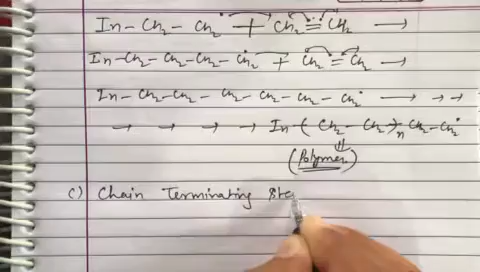 In-CH₂-CH₂• + CH₂=CH₂ →
In-CH₂-CH₂-CH₂-CH₂• + CH₂=CH₂ →
In-CH₂-CH₂-CH₂-CH₂-CH₂-CH₂• → → →
→ → → → In-(CH₂-CH₂)ₙ-CH₂-CH₂•
(Polymer)
c) Chain Terminating Ste